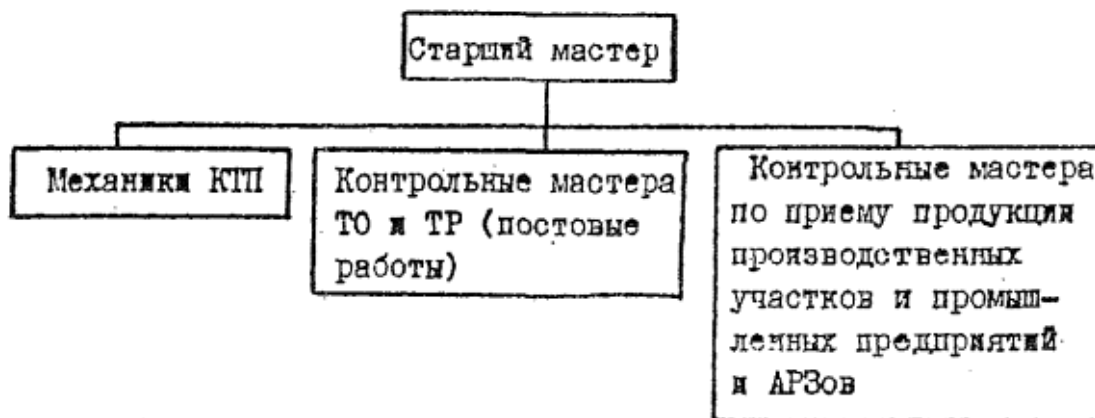 Старший мастер
Механики КТП
Контрольные мастера
ТО и ТР (постовые
работы)
Контрольные мастера
по приему продукции
производственных
участков и промыш-
ленных предприятий
и АРЗов